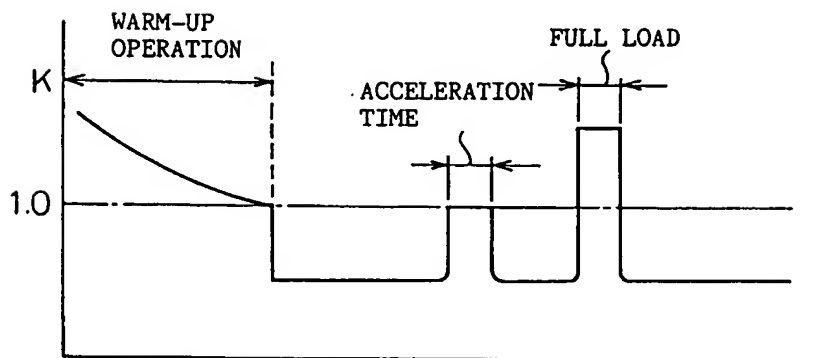 WARM-UP
OPERATION
FULL LOAD
K
ACCELERATION
TIME
1.0